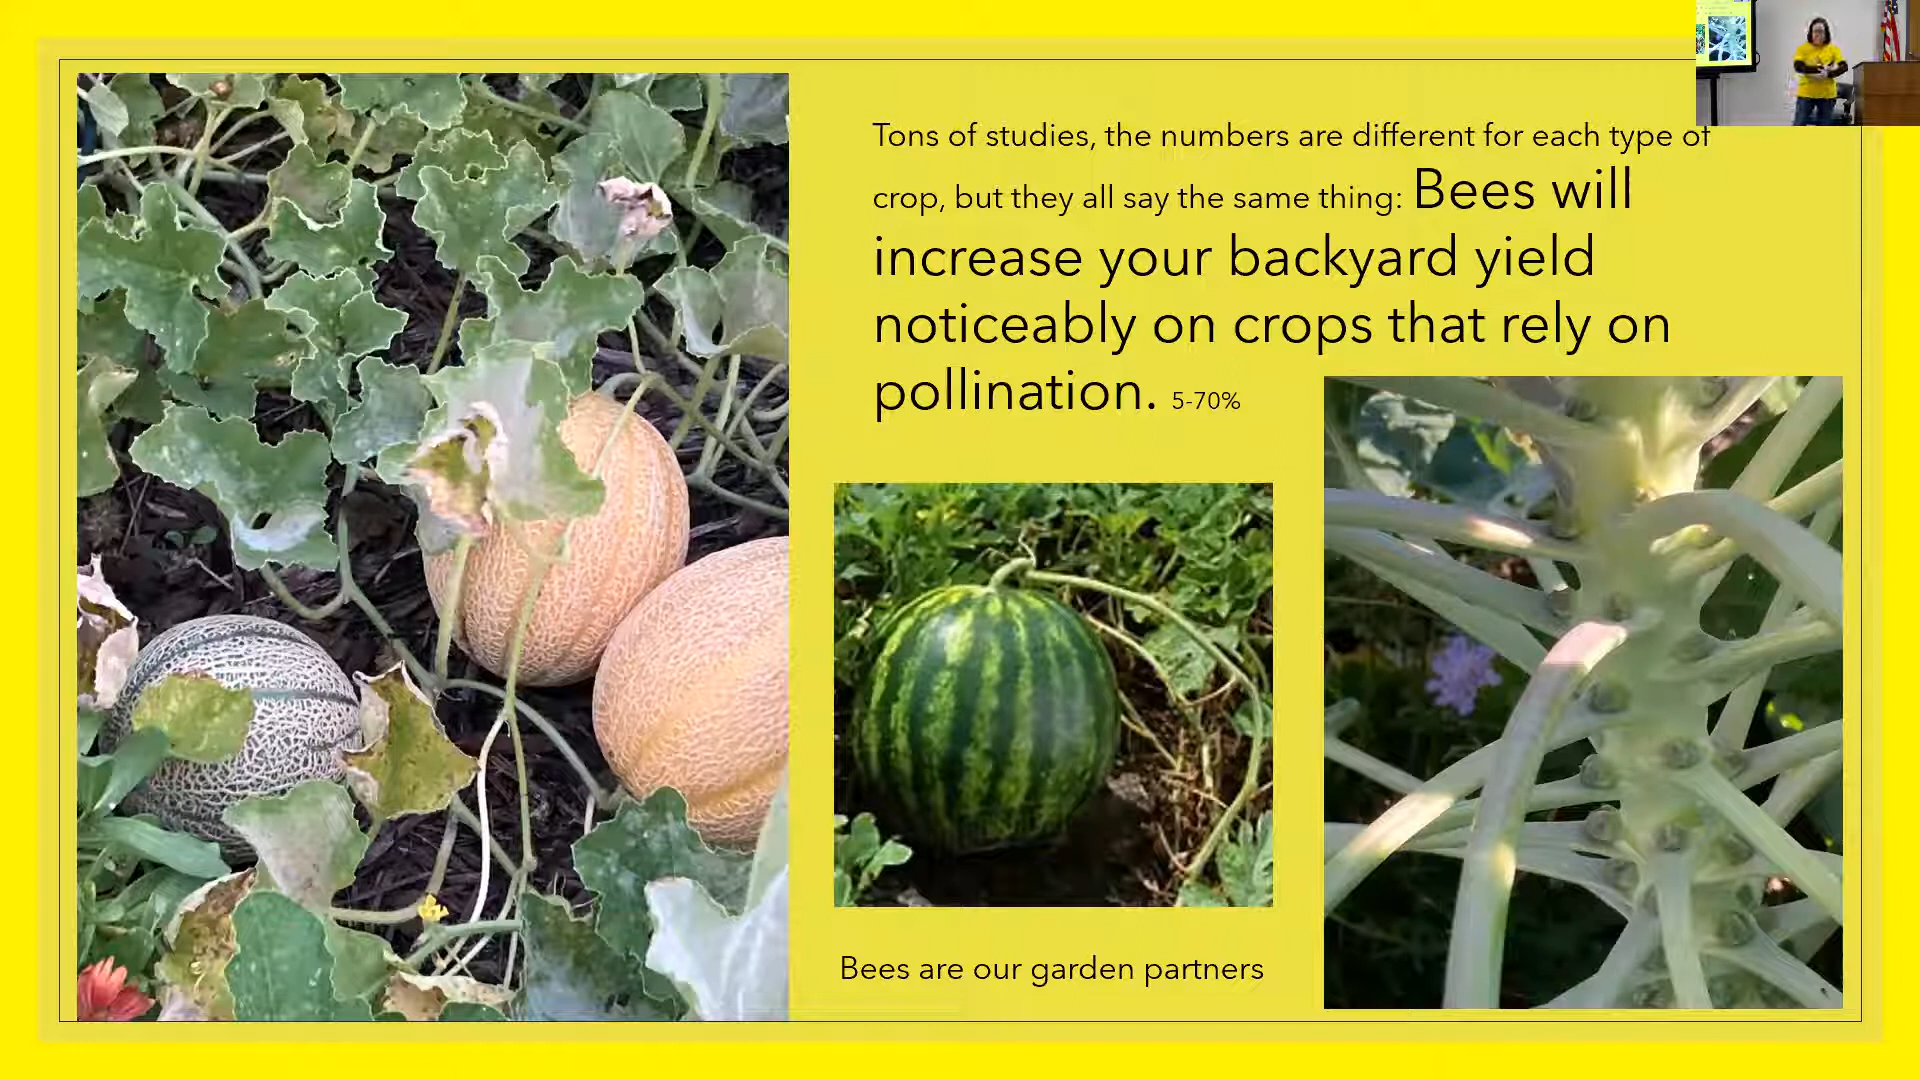 Tons of studies, the numbers are different for each type of
crop, but they all say the same thing: Bees will
increase your backyard yield
noticeably on crops that rely on
pollination. 5-70%
Bees are our garden partners